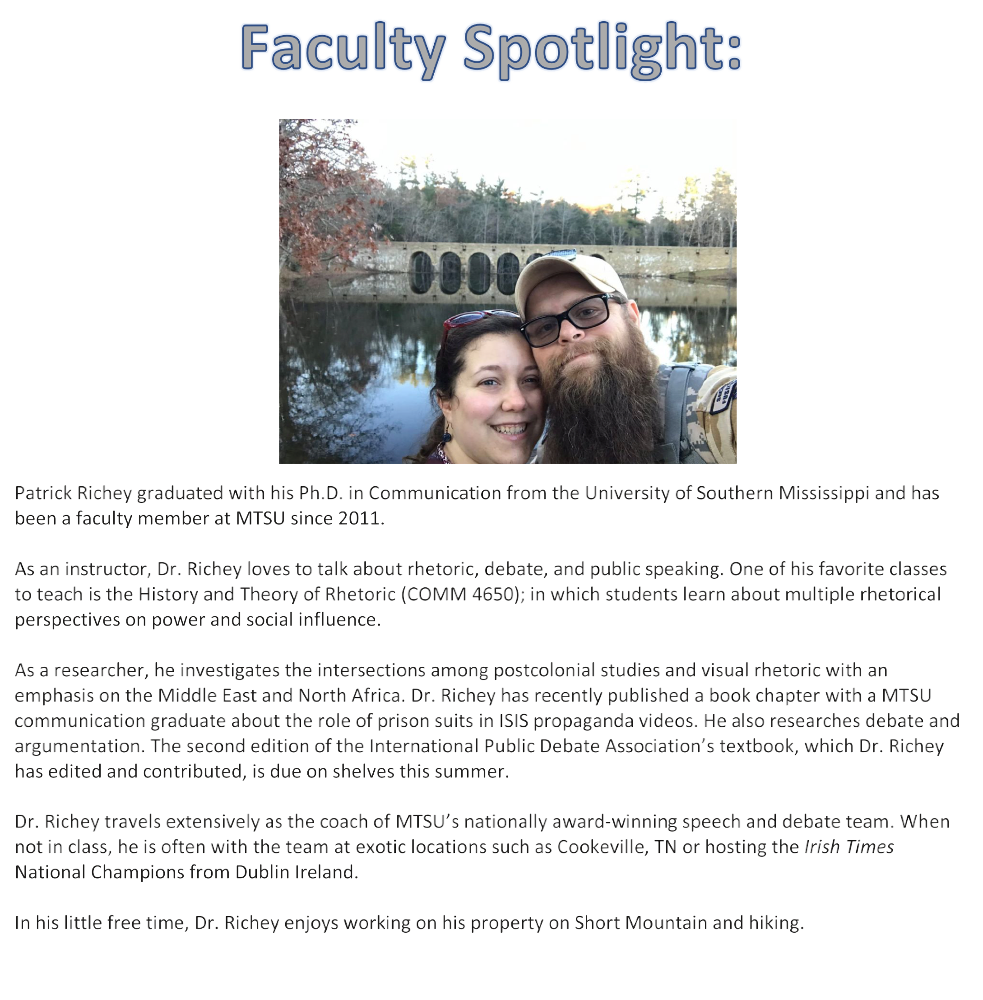 Faculty Spotlight:
Patrick Richey graduated with his Ph.D. in Communication from the University of Southern Mississippi and has
been a faculty member at MTSU since 2011.
As an instructor, Dr. Richey loves to talk about rhetoric, debate, and public speaking. One of his favorite classes
to teach is the History and Theory of Rhetoric (COMM 4650); in which students learn about multiple rhetorical
perspectives on power and social influence.
As a researcher, he investigates the intersections among postcolonial studies and visual rhetoric with an
emphasis on the Middle East and North Africa. Dr. Richey has recently published a book chapter with a MTSU
communication graduate about the role of prison suits in ISIS propaganda videos. He also researches debate and
argumentation. The second edition of the International Public Debate Association’s textbook, which Dr. Richey
has edited and contributed, is due on shelves this summer.
Dr. Richey travels extensively as the coach of MTSU’s nationally award-winning speech and debate team. When
not in class, he is often with the team at exotic locations such as Cookeville, TN or hosting the Irish Times
National Champions from Dublin Ireland.
In his little free time, Dr. Richey enjoys working on his property on Short Mountain and hiking.